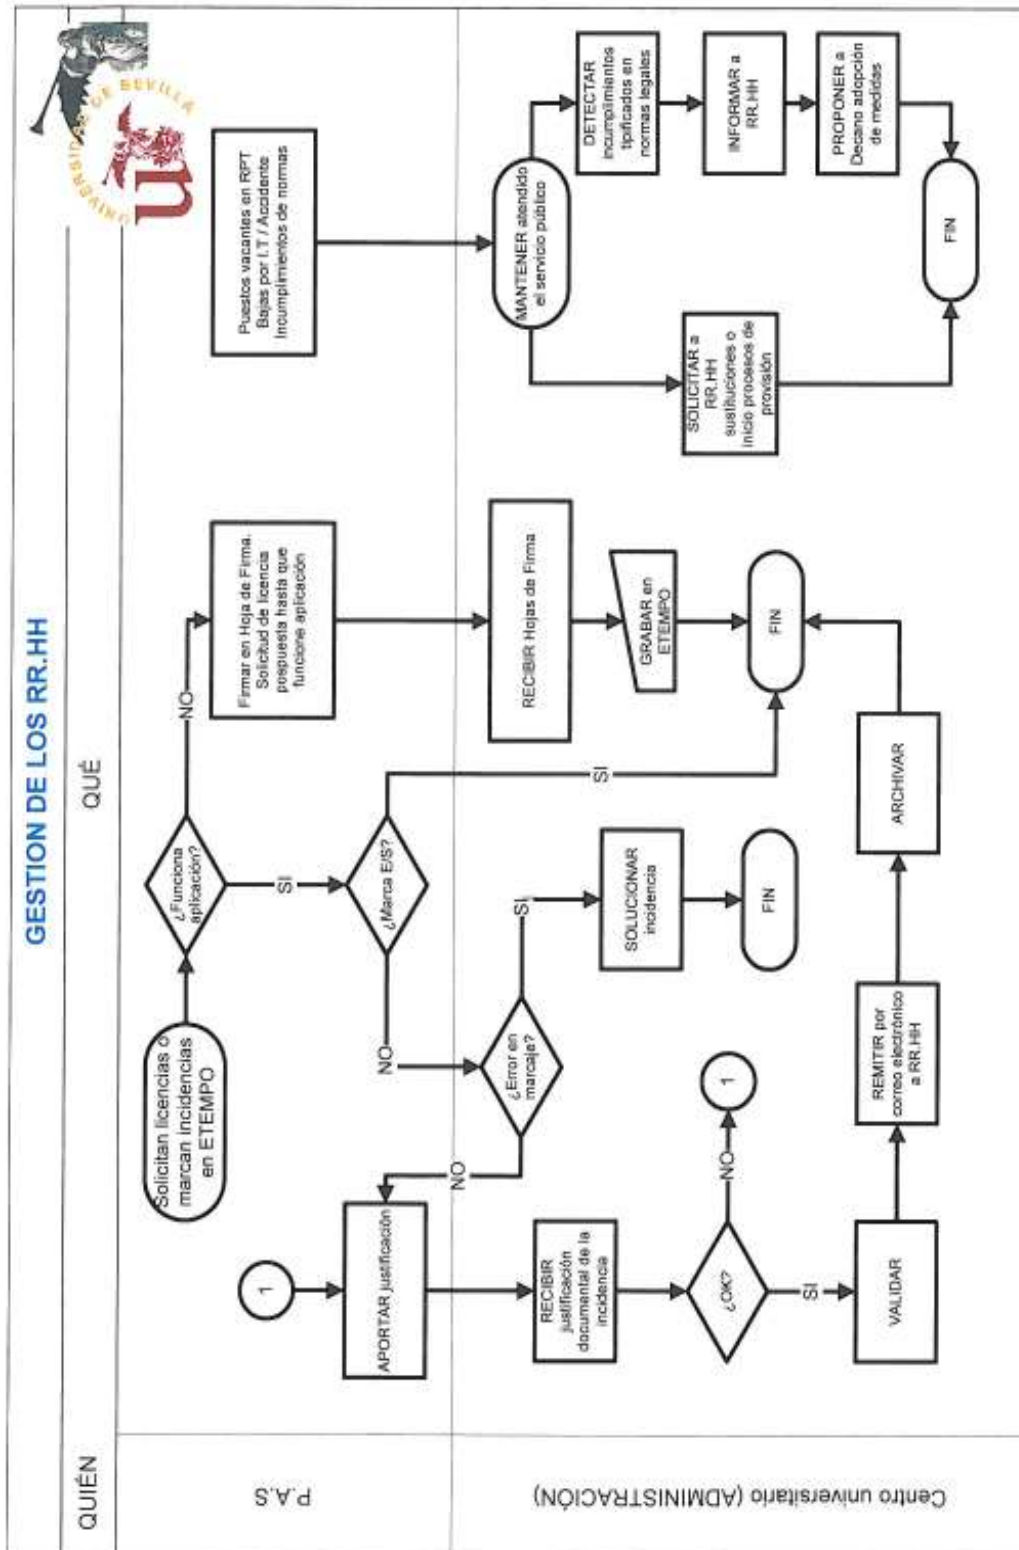 GESTION DE LOS RR.HH
QUIÉN
QUÉ
UNIVERSIDAD DE SEVILLA
P.A.S
Solicitan licencias o
marcan incidencias
en ETEMPO
¿Funciona
aplicación?
NO
SI
Firmar en Hoja de Firma.
Solicitud de licencia
pospuesta hasta que
funcione aplicación
Puestos vacantes en RPT
Bajas por I.T / Accidente
Incumplimientos de normas
1
APORTAR justificación
¿Marca E/S?
NO
SI
Centro universitario (ADMINISTRACIÓN)
NO
¿Error en
marcaje?
SI
RECIBIR
justificación
documental de la
incidencia
SOLUCIONAR
incidencia
FIN
RECIBIR Hojas de Firma
GRABAR en
ETEMPO
FIN
¿OK?
NO
1
SI
VALIDAR
REMITIR por
correo electrónico
a RR.HH
ARCHIVAR
MANTENER atendido
el servicio público
SOLICITAR a
RR.HH
sustituciones o
inicio procesos de
provisión
DETECTAR
incumplimientos
tipificados en
normas legales
INFORMAR a
RR.HH
PROPONER a
Decano adopción
de medidas
FIN